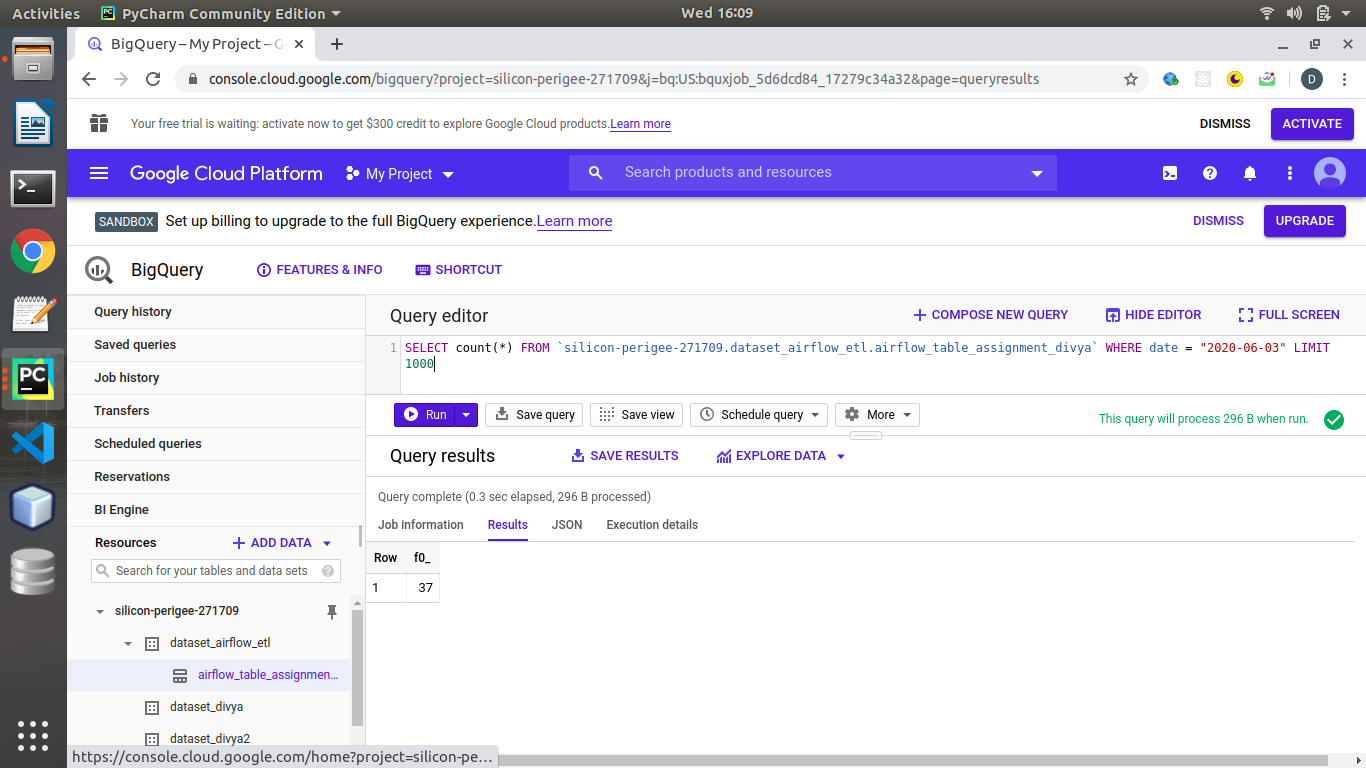 Activities PyCharm Community Edition Wed 16:09
BigQuery – My Project – G
console.cloud.google.com/bigquery?project=silicon-perigee-271709&j=bq:US:bquxjob_5d6dcd84_17279c34a32&page=queryresults D
Your free trial is waiting: activate now to get $300 credit to explore Google Cloud products. Learn more DISMISS ACTIVATE
Google Cloud Platform My Project Search products and resources
SANDBOX Set up billing to upgrade to the full BigQuery experience. Learn more DISMISS UPGRADE
BigQuery FEATURES & INFO SHORTCUT
Query history
Saved queries
Job history
Transfers
Scheduled queries
Reservations
BI Engine
Resources ADD DATA
Search for your tables and data sets
silicon-perigee-271709
dataset_airflow_etl
airflow_table_assignmen...
dataset_divya
dataset_divya2
Query editor COMPOSE NEW QUERY HIDE EDITOR FULL SCREEN
1 SELECT count(*) FROM `silicon-perigee-271709.dataset_airflow_etl.airflow_table_assignment_divya` WHERE date = "2020-06-03" LIMIT
1000
Run Save query Save view Schedule query More This query will process 296 B when run.
Query results SAVE RESULTS EXPLORE DATA
Query complete (0.3 sec elapsed, 296 B processed)
Job information Results JSON Execution details
Row f0_
1 37
https://console.cloud.google.com/home?project=silicon-pe...